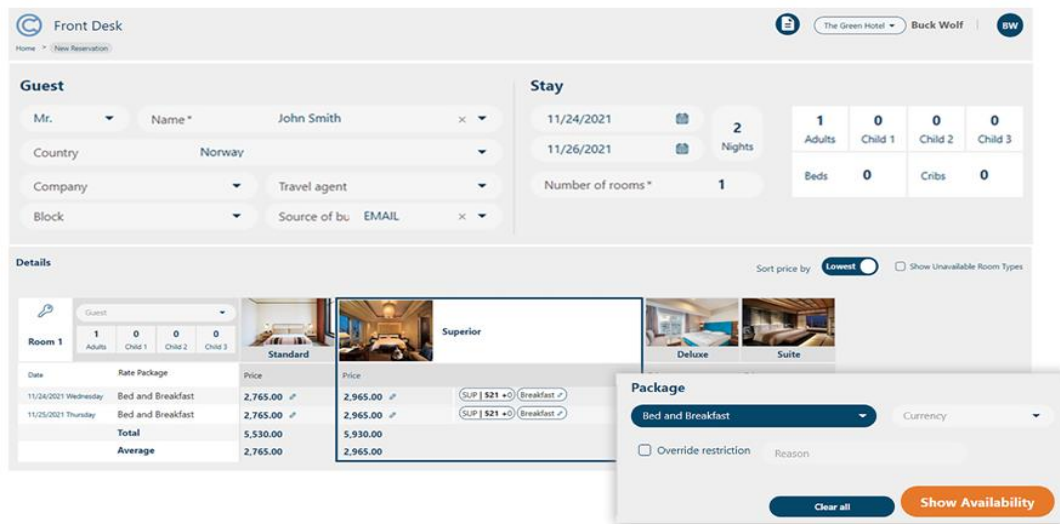 Front Desk
The Green Hotel
Buck Wolf
BW
Home > New Reservation
Guest
Mr.
Name*
John Smith
Country
Norway
Company
Travel agent
Block
Source of bu
EMAIL
Stay
11/24/2021
11/26/2021
2
Nights
Number of rooms*
1
1 0 0 0
Adults Child 1 Child 2 Child 3
Beds 0 Cribs 0
Details
Sort price by
Lowest
Show Unavailable Room Types
Room 1
Guest
1 0 0 0
Adults Child 1 Child 2 Child 3
Standard
Superior
Deluxe
Suite
Date Rate Package Price Price
11/24/2021 Wednesday Bed and Breakfast 2,765.00 2,965.00 SUP | 521 +0 Breakfast
11/25/2021 Thursday Bed and Breakfast 2,765.00 2,965.00 SUP | 521 +0 Breakfast
Total 5,530.00 5,930.00
Average 2,765.00 2,965.00
Package
Bed and Breakfast
Currency
Override restriction
Reason
Clear all
Show Availability